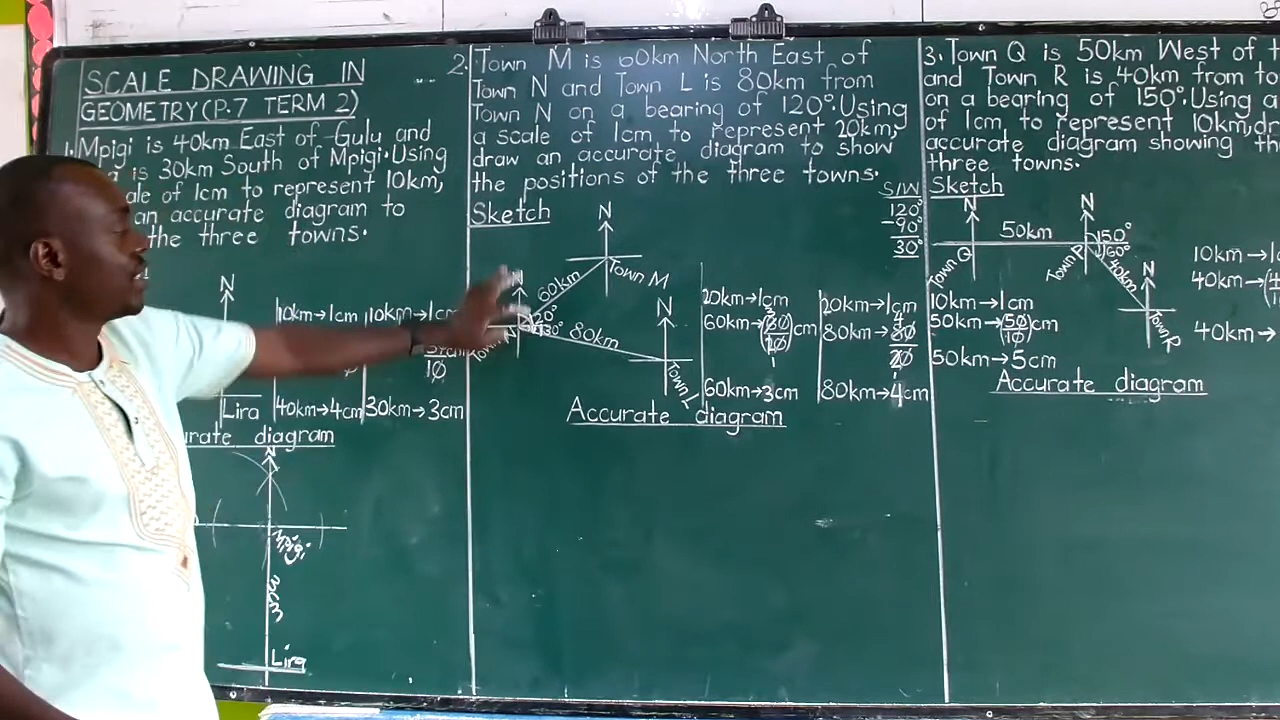 SCALE DRAWING IN
GEOMETRY(P.7 TERM 2)
1. Mpigi is 40km East of Gulu and
is 30km South of Mpigi. Using
ale of 1cm to represent 10km,
an accurate diagram to
the three towns.
N
10km→1cm
10km→1cm
10
Lira
40km→4cm
30km→3cm
rate diagram
N
Mpigi
3cm
Lira
2. Town M is 60km North East of
Town N and Town L is 80km from
Town N on a bearing of 120°. Using
a scale of 1cm to represent 20km,
draw an accurate diagram to show
the positions of the three towns.
Sketch
S/W
120°
-90°
30°
N
Town M
60km
N
120°
30°
80km
Town N
N
Town L
20km→1cm
60km→(60/20)cm
1
60km→3cm
20km→1cm
4
80km→80
20
1
80km→4cm
Accurate diagram
3. Town Q is 50km West of t
and Town R is 40km from to
on a bearing of 150°. Using a
of 1cm to represent 10km, dr
accurate diagram showing th
three towns.
Sketch
N
50km
N
150°
60°
Town Q
Town P
40km
N
Town R
10km→1cm
50km→(50/10)cm
50km→5cm
10km→1c
40km→(4
40km→
Accurate diagram